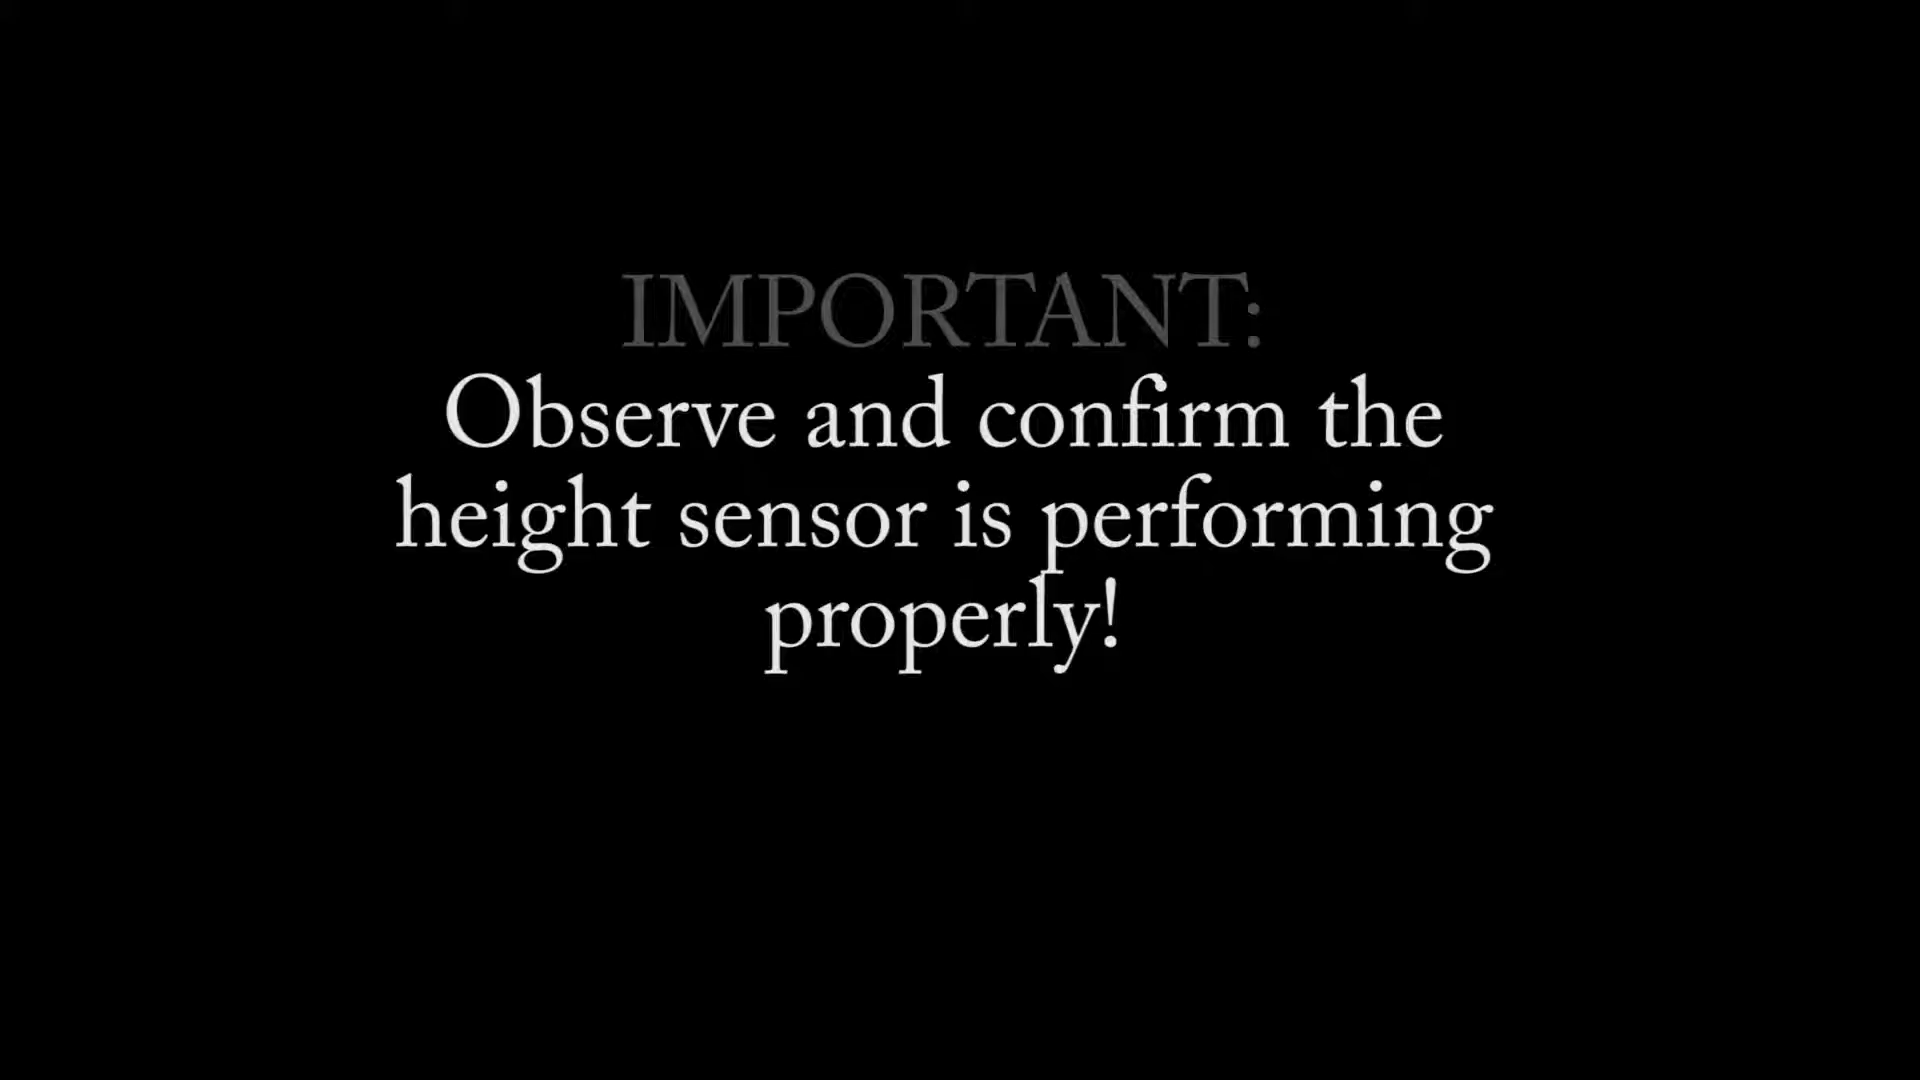 IMPORTANT:
Observe and confirm the
height sensor is performing
properly!